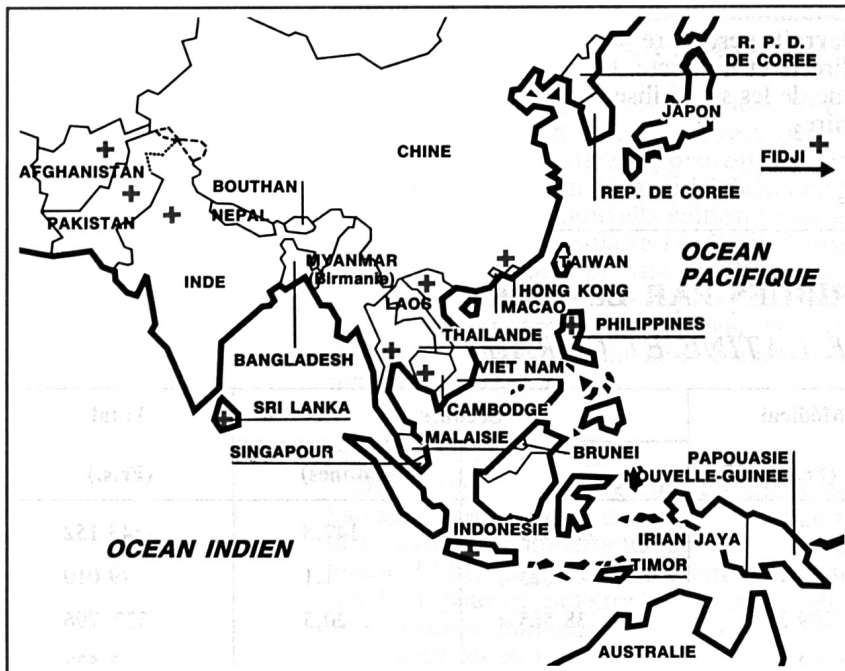 R. P. D.
DE COREE
JAPON
CHINE
FIDJI
AFGHANISTAN
BOUTHAN
REP. DE COREE
PAKISTAN
NEPAL
OCEAN
PACIFIQUE
TAIWAN
MYANMAR
(Birmanie)
INDE
LAOS
HONG KONG
MACAO
THAILANDE
PHILIPPINES
BANGLADESH
VIET NAM
SRI LANKA
CAMBODGE
MALAISIE
SINGAPOUR
BRUNEI
PAPOUASIE
NOUVELLE-GUINEE
INDONESIE
IRIAN JAYA
OCEAN INDIEN
TIMOR
AUSTRALIE